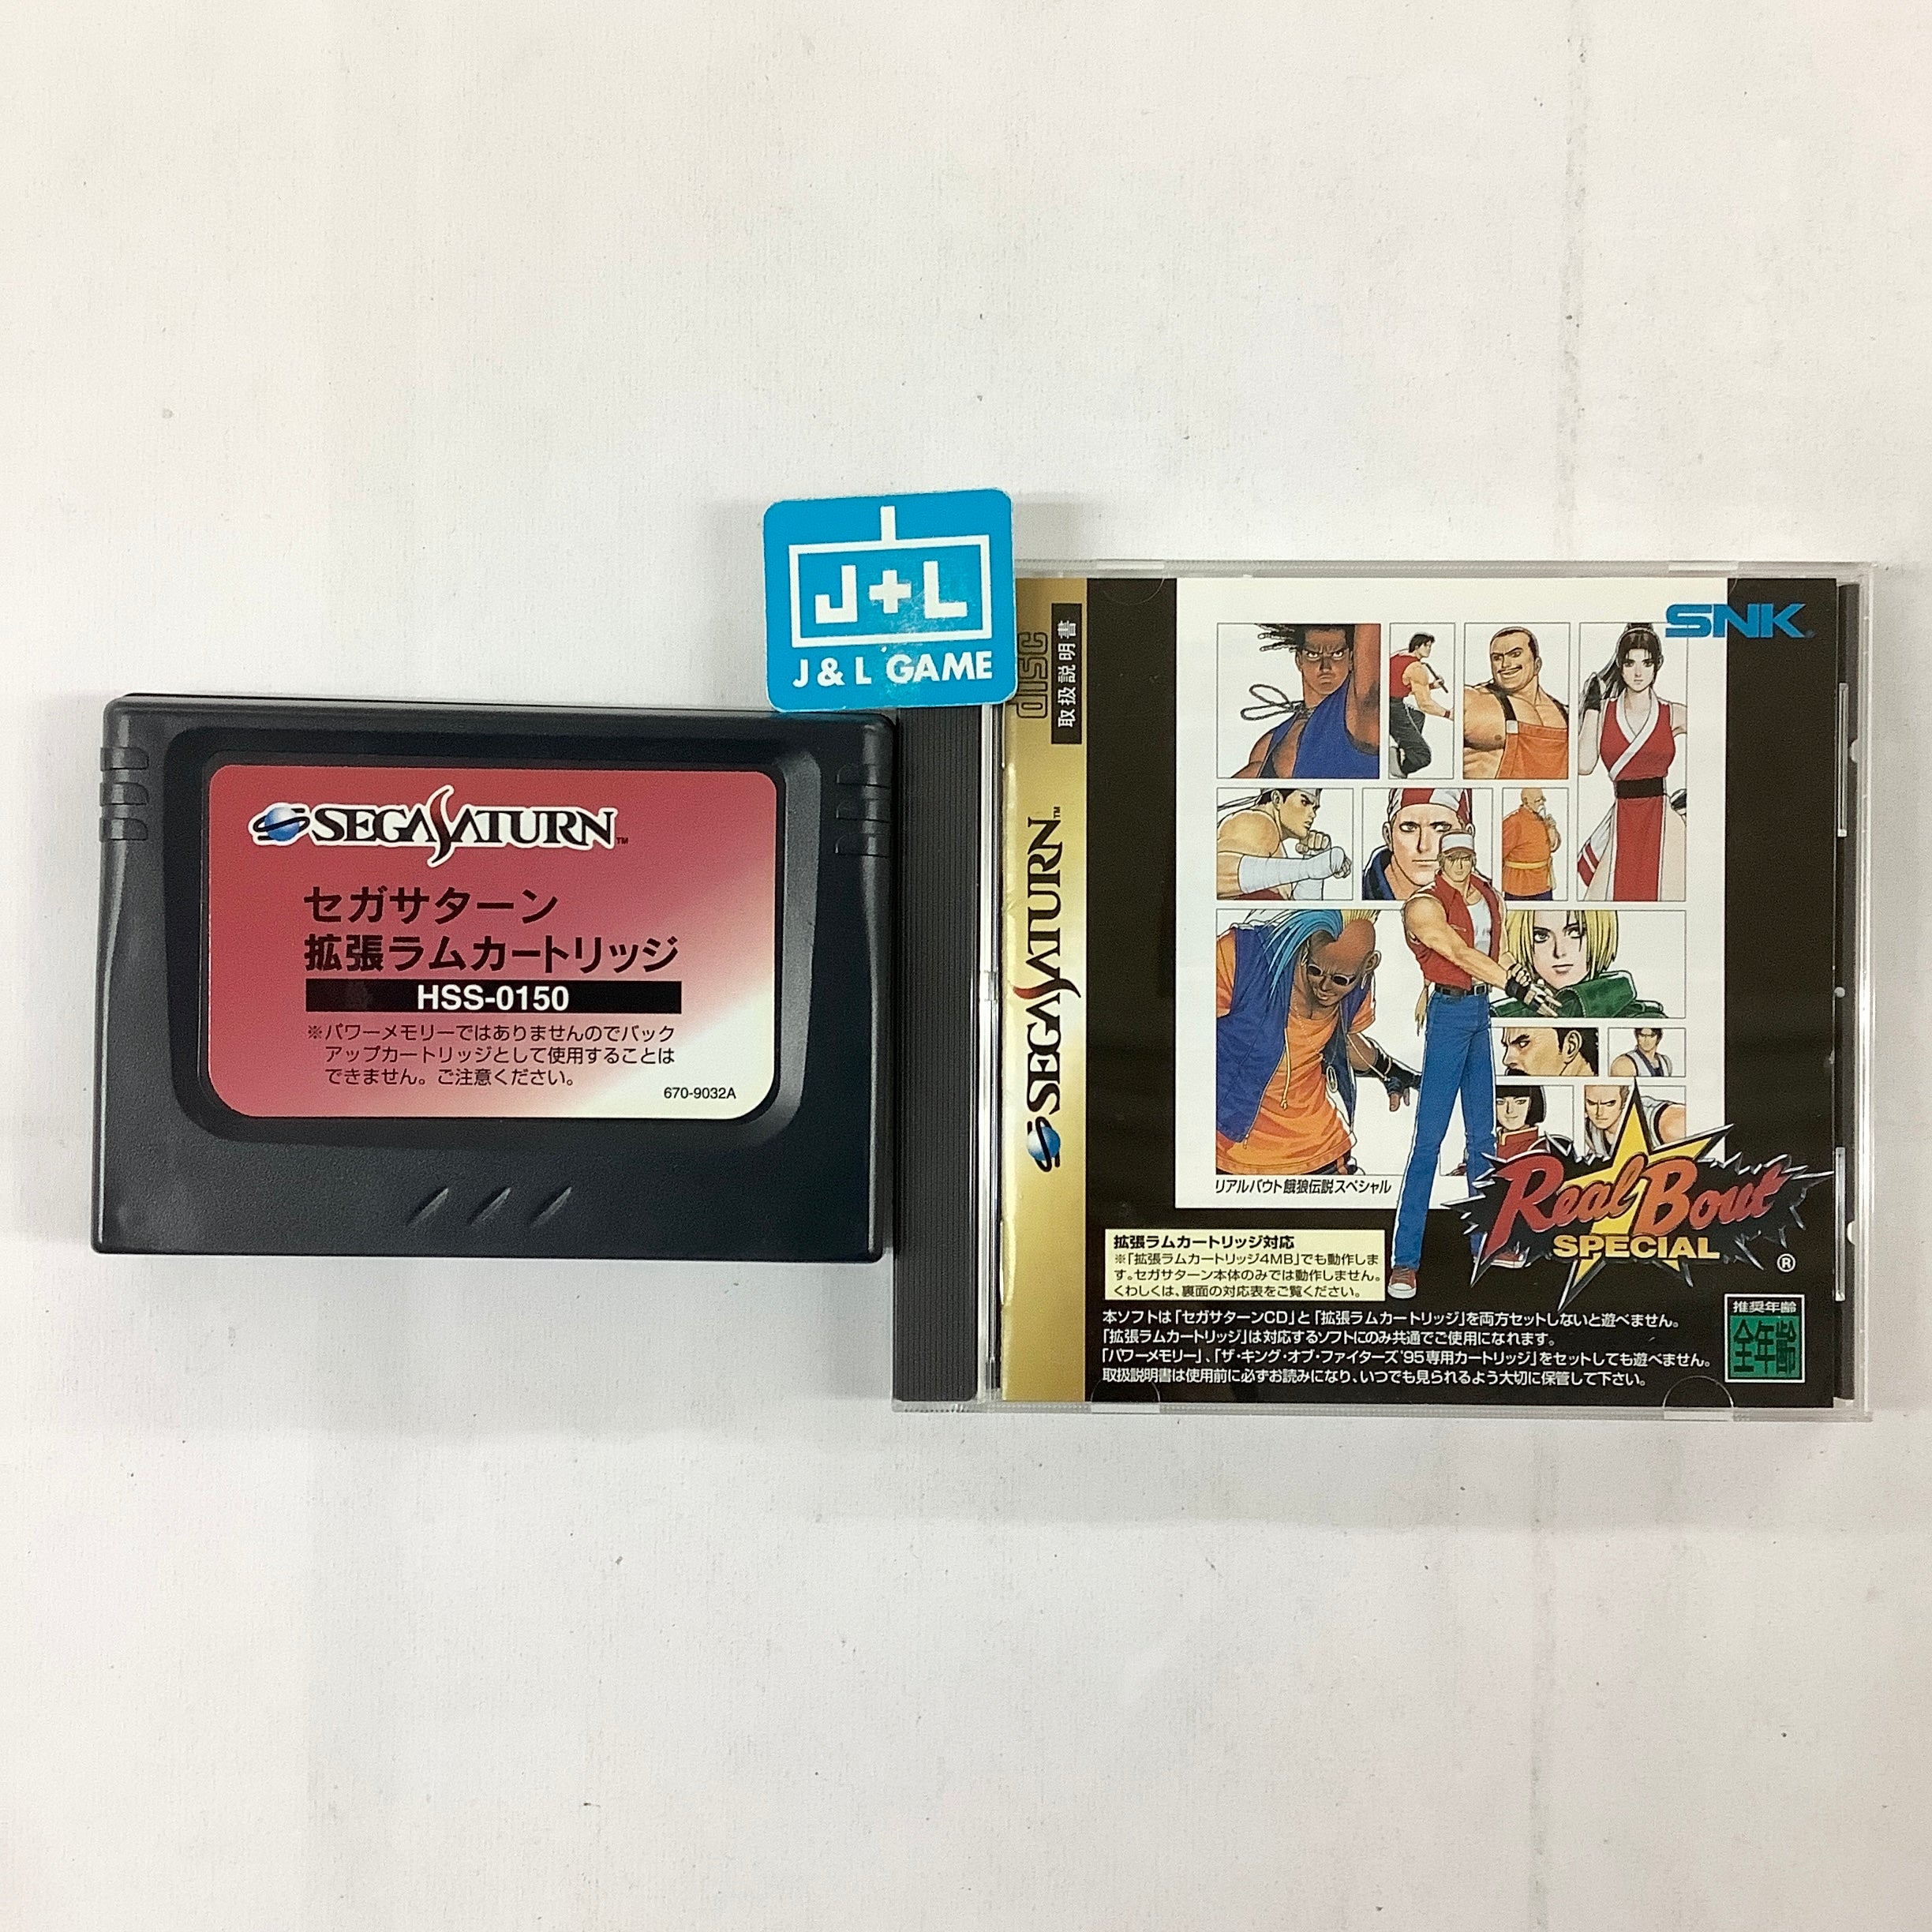 J+L
J & L GAME
SEGA SATURN™
セガサターン
拡張ラムカートリッジ
HSS-0150
※パワーメモリーではありませんのでバック
アップカートリッジとして使用することは
できません。ご注意ください。
670-9032A
disc
取扱説明書
SEGA SATURN™
SNK®
リアルバウト餓狼伝説スペシャル
Real Bout
SPECIAL
®
拡張ラムカートリッジ対応
※「拡張ラムカートリッジ4MB」でも動作しま
す。セガサターン本体のみでは動作しません。
くわしくは、裏面の対応表をご覧ください。
本ソフトは「セガサターンCD」と「拡張ラムカートリッジ」を両方セットしないと遊べません。
「拡張ラムカートリッジ」は対応するソフトにのみ共通でご使用になれます。
「パワーメモリー」、「ザ・キング・オブ・ファイターズ'95専用カートリッジ」をセットしても遊べません。
取扱説明書は使用前に必ずお読みになり、いつでも見られるよう大切に保管して下さい。
推奨年齢
全年齢